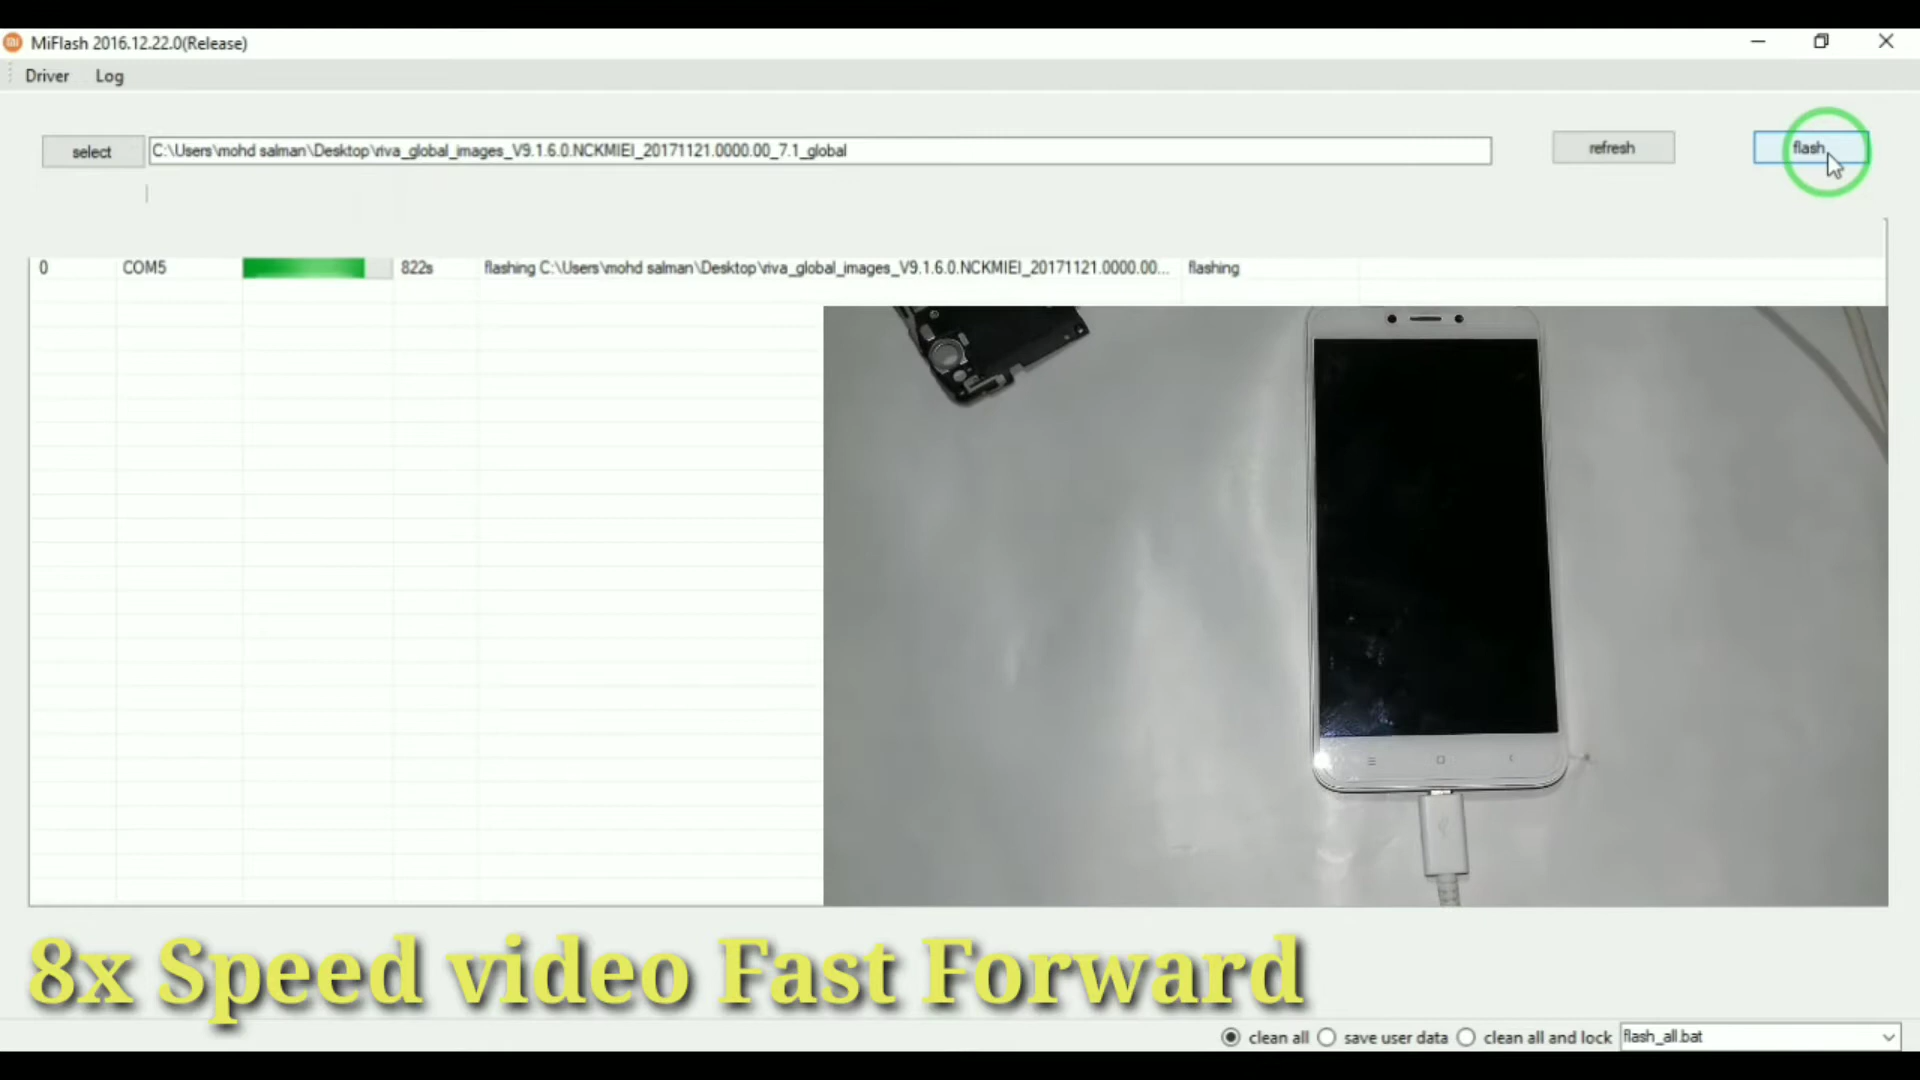 MiFlash 2016.12.22.0(Release)
Driver Log
select C:\Users\mohd salman\Desktop\riva_global_images_V9.1.6.0.NCKMIEI_20171121.0000.00_7.1_global refresh flash
0 COM5 822s flashing C:\Users\mohd salman\Desktop\riva_global_images_V9.1.6.0.NCKMIEI_20171121.0000.00... flashing
8x Speed video Fast Forward
clean all save user data clean all and lock flash_all.bat